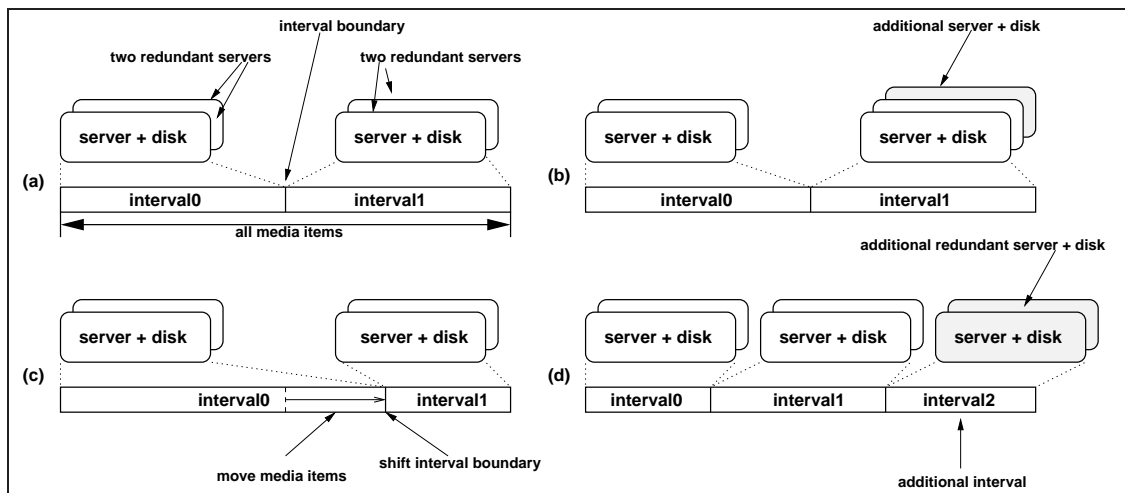 interval boundary
two redundant servers
two redundant servers
server + disk
server + disk
(a)
interval0
interval1
all media items
additional server + disk
server + disk
server + disk
(b)
interval0
interval1
server + disk
server + disk
(c)
interval0
interval1
move media items
shift interval boundary
additional redundant server + disk
server + disk
server + disk
server + disk
(d)
interval0
interval1
interval2
additional interval